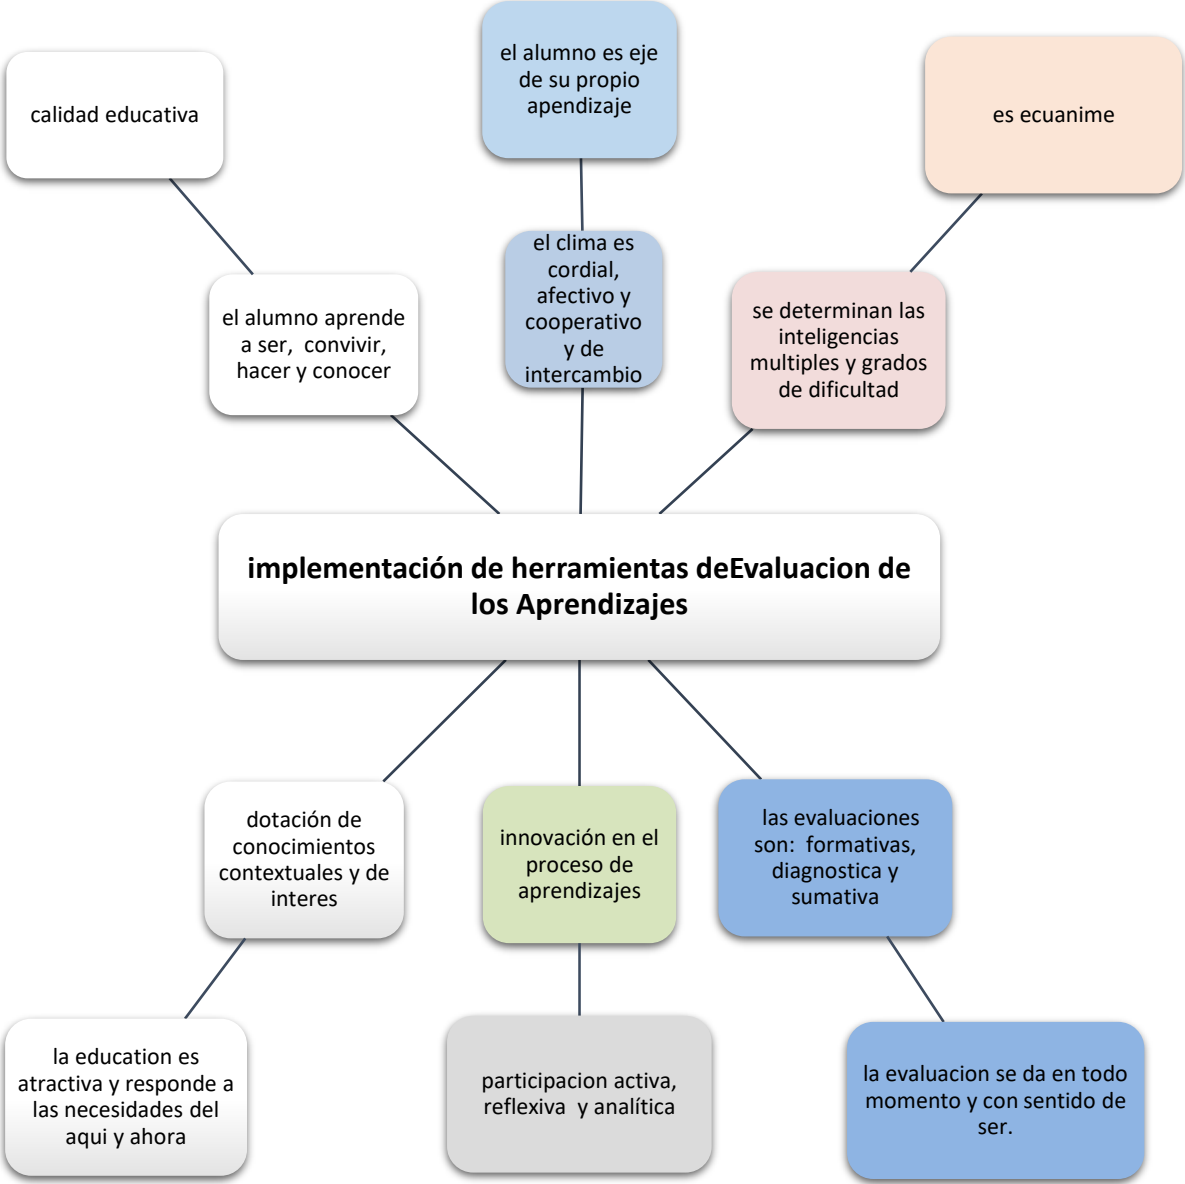 el alumno es eje
de su propio
apendizaje
calidad educativa
es ecuanime
el clima es
cordial,
afectivo y
cooperativo
y de
intercambio
el alumno aprende
a ser, convivir,
hacer y conocer
se determinan las
inteligencias
multiples y grados
de dificultad
implementación de herramientas deEvaluacion de
los Aprendizajes
dotación de
conocimientos
contextuales y de
interes
innovación en el
proceso de
aprendizajes
las evaluaciones
son: formativas,
diagnostica y
sumativa
la education es
atractiva y responde a
las necesidades del
aqui y ahora
participacion activa,
reflexiva y analítica
la evaluacion se da en todo
momento y con sentido de
ser.